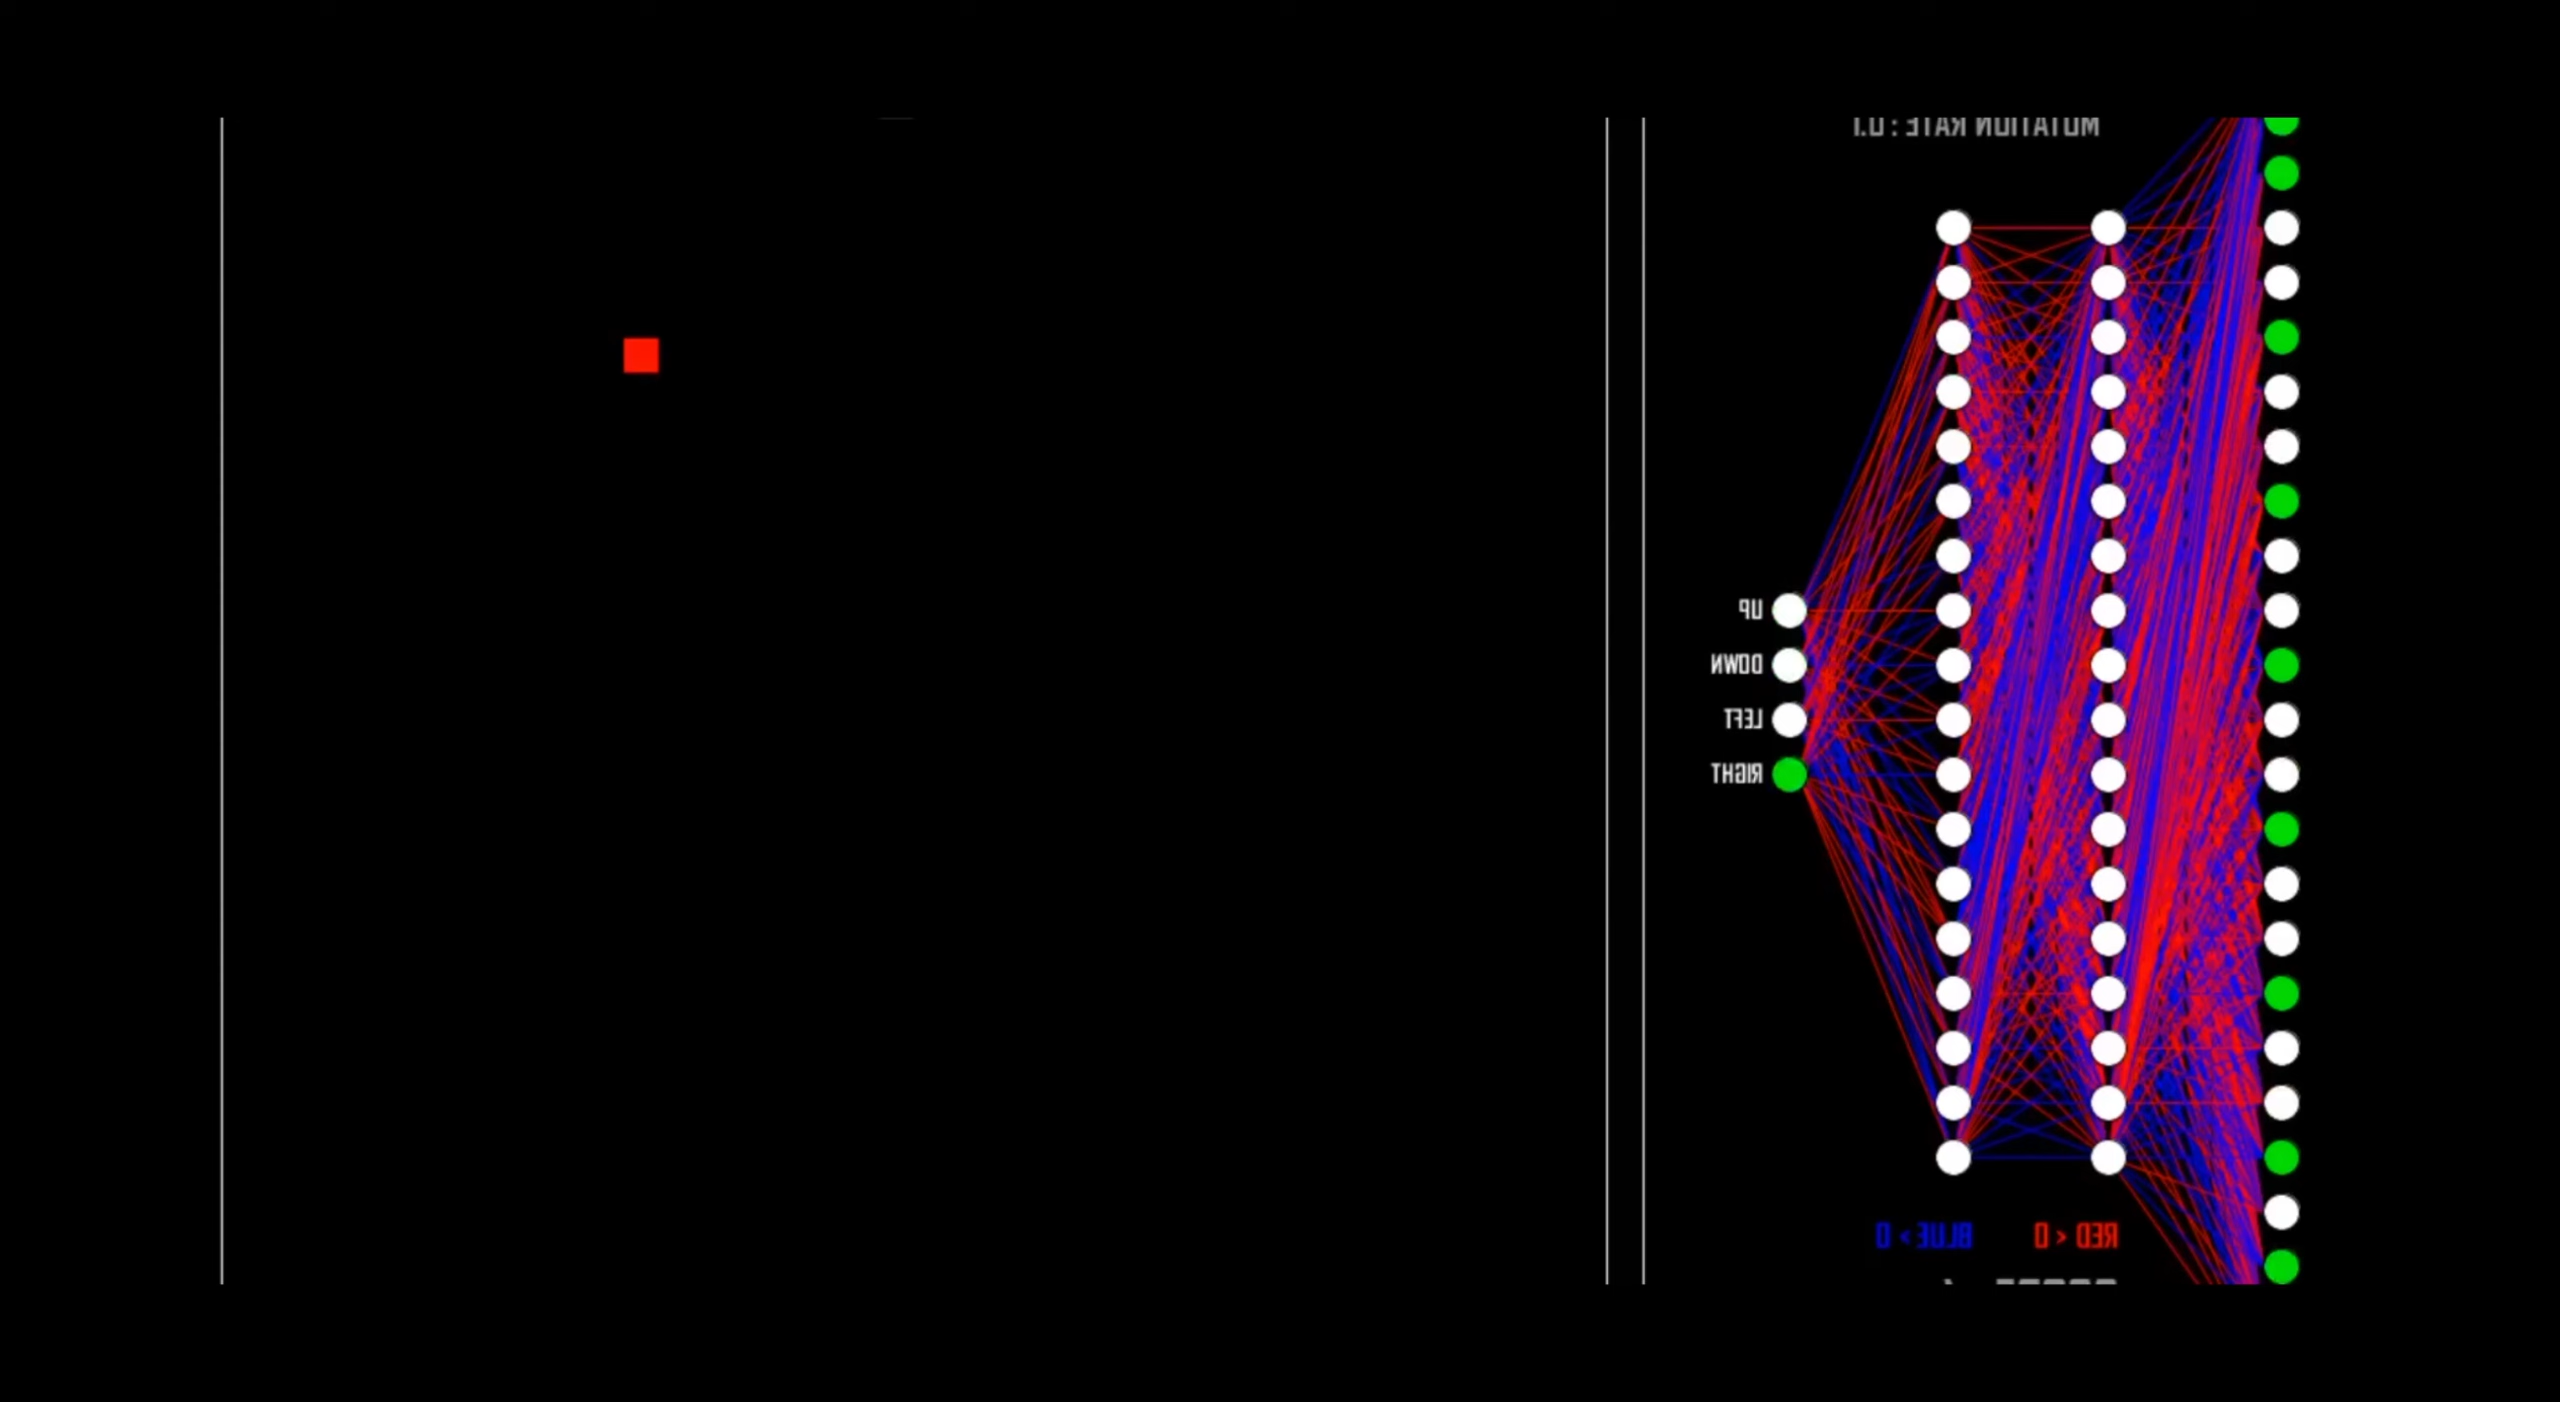 MUTATION RATE : 0.1
UP
DOWN
LEFT
RIGHT
RED < 0 BLUE > 0